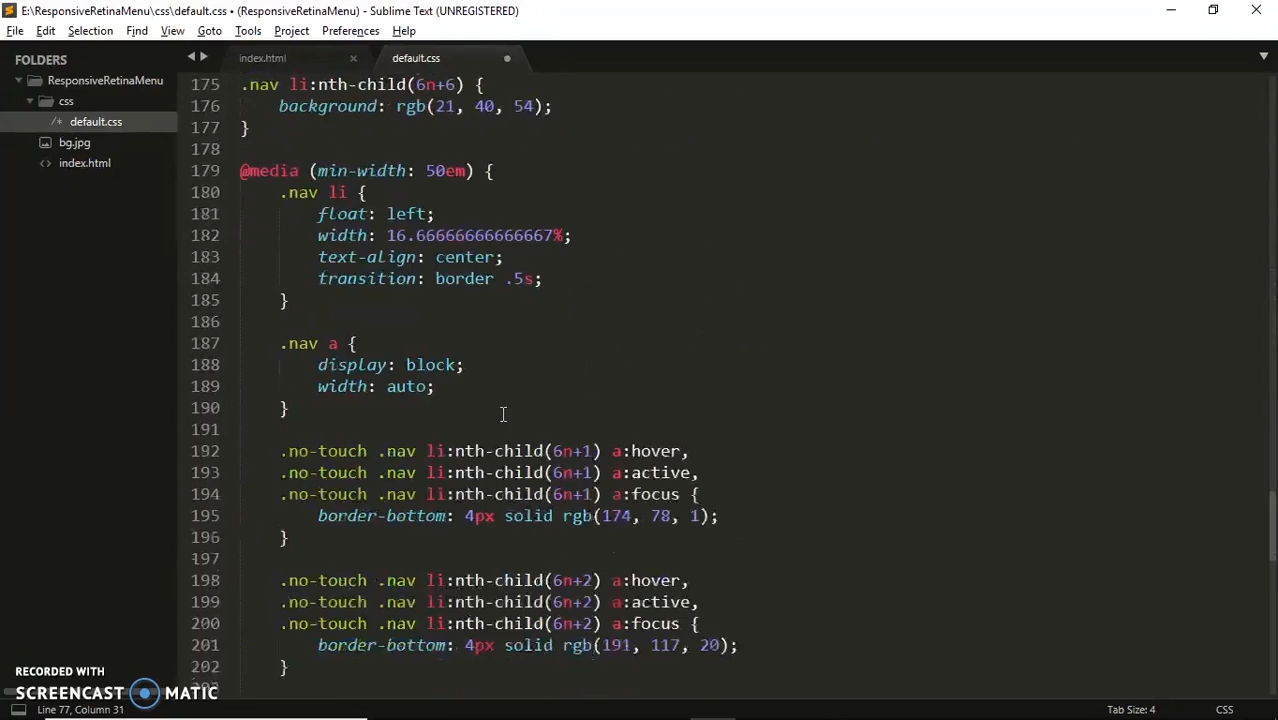 E:\ResponsiveRetinaMenu\css\default.css • (ResponsiveRetinaMenu) - Sublime Text (UNREGISTERED)
File Edit Selection Find View Goto Tools Project Preferences Help
FOLDERS
ResponsiveRetinaMenu
css
/* default.css
bg.jpg
<> index.html
index.html × default.css
175 .nav li:nth-child(6n+6) {
176 background: rgb(21, 40, 54);
177 }
178
179 @media (min-width: 50em) {
180 .nav li {
181 float: left;
182 width: 16.66666666666667%;
183 text-align: center;
184 transition: border .5s;
185 }
186
187 .nav a {
188 display: block;
189 width: auto;
190 }
191
192 .no-touch .nav li:nth-child(6n+1) a:hover,
193 .no-touch .nav li:nth-child(6n+1) a:active,
194 .no-touch .nav li:nth-child(6n+1) a:focus {
195 border-bottom: 4px solid rgb(174, 78, 1);
196 }
197
198 .no-touch .nav li:nth-child(6n+2) a:hover,
199 .no-touch .nav li:nth-child(6n+2) a:active,
200 .no-touch .nav li:nth-child(6n+2) a:focus {
201 border-bottom: 4px solid rgb(191, 117, 20);
202 }
RECORDED WITH
SCREENCAST MATIC
Line 77, Column 31
Tab Size: 4
CSS